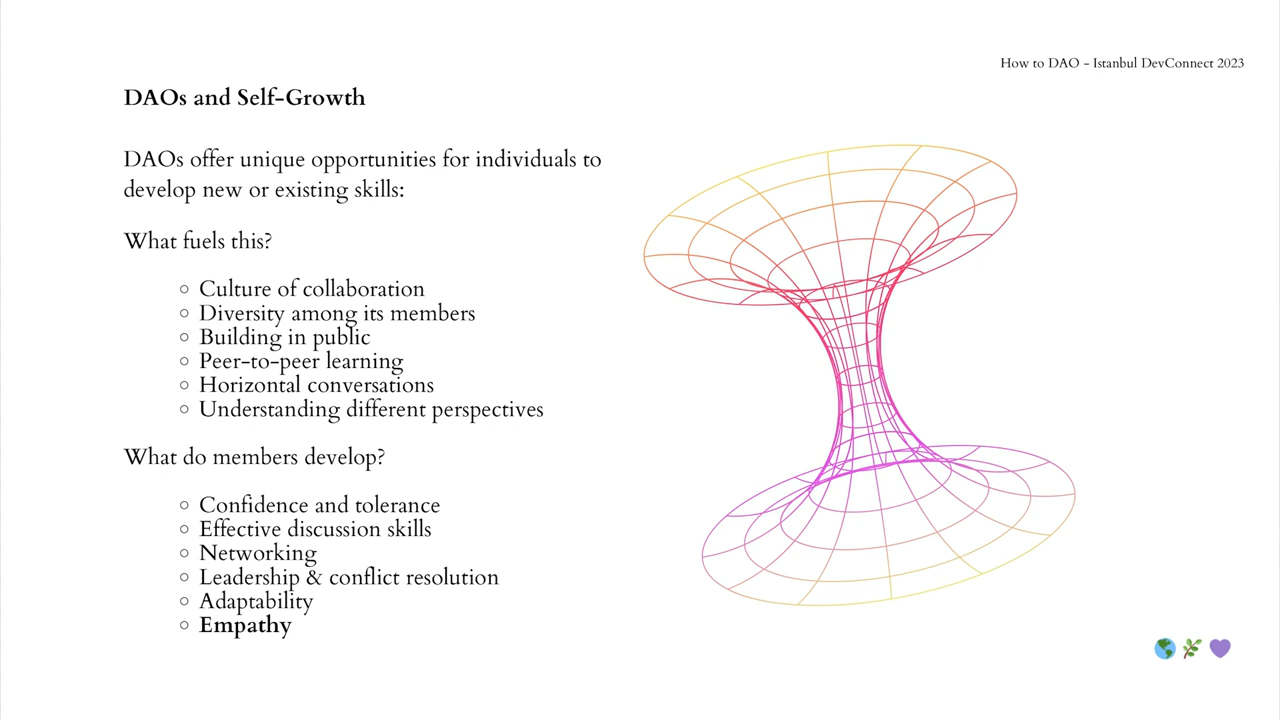 How to DAO - Istanbul DevConnect 2023
DAOs and Self-Growth
DAOs offer unique opportunities for individuals to
develop new or existing skills:
What fuels this?
Culture of collaboration
Diversity among its members
Building in public
Peer-to-peer learning
Horizontal conversations
Understanding different perspectives
What do members develop?
Confidence and tolerance
Effective discussion skills
Networking
Leadership & conflict resolution
Adaptability
Empathy